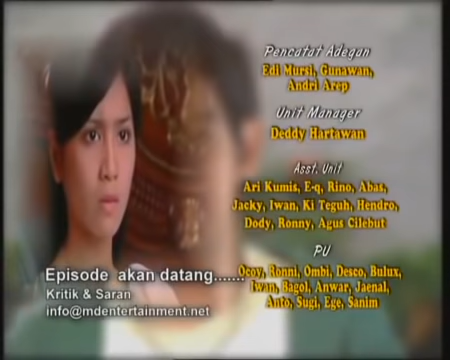 Pencatat Adegan
Edi Mursi, Gunawan,
Andri Arep
Unit Manager
Deddy Hartawan
Asst. Unit
Ari Kumis, E-q, Rino, Abas,
Jacky, Iwan, Ki Teguh, Hendro,
Dody, Ronny, Agus Cilebut
PU
Ocoy, Ronni, Ombi, Desco, Bulux,
Iwan, Bagol, Anwar, Jaenal,
Anto, Sugi, Ege, Sanim
Episode akan datang.......
Kritik & Saran
info@mdentertainment.net